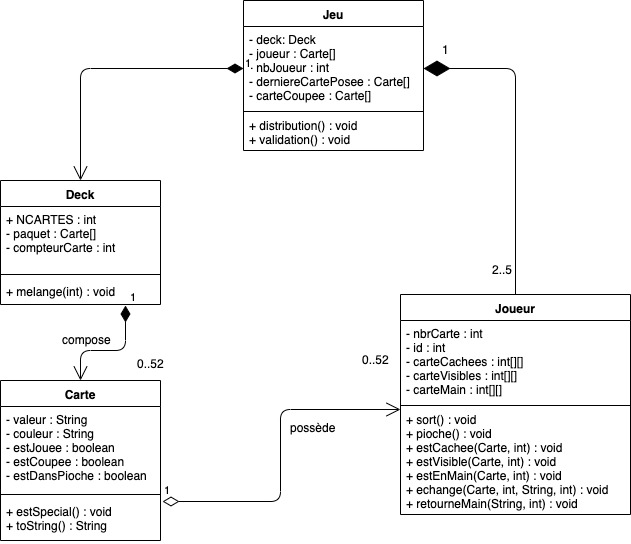 Jeu
- deck: Deck
- joueur : Carte[]
- nbJoueur : int
- derniereCartePosee : Carte[]
- carteCoupee : Carte[]
+ distribution() : void
+ validation() : void
1
1
Deck
+ NCARTES : int
- paquet : Carte[]
- compteurCarte : int
+ melange(int) : void
1
compose
0..52
2..5
Joueur
- nbrCarte : int
- id : int
- carteCachees : int[][]
- carteVisibles : int[][]
- carteMain : int[][]
+ sort() : void
+ pioche() : void
+ estCachee(Carte, int) : void
+ estVisible(Carte, int) : void
+ estEnMain(Carte, int) : void
+ echange(Carte, int, String, int) : void
+ retourneMain(String, int) : void
0..52
possède
1
Carte
- valeur : String
- couleur : String
- estJouee : boolean
- estCoupee : boolean
- estDansPioche : boolean
+ estSpecial() : void
+ toString() : String